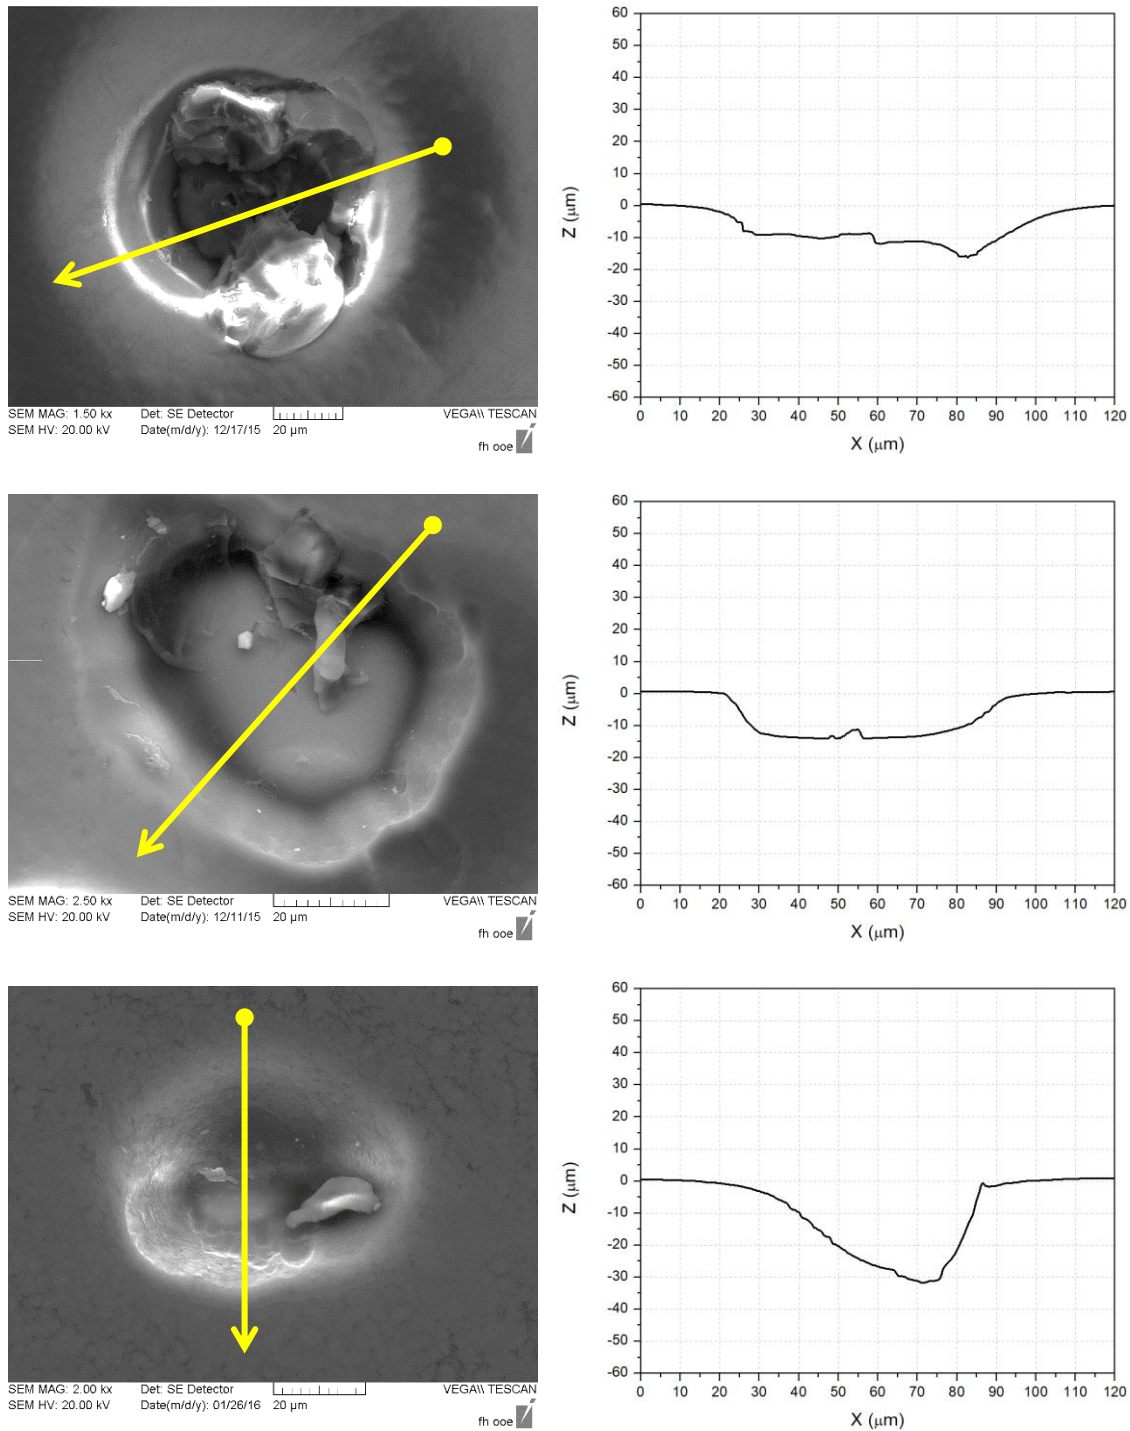 SEM MAG: 1.50 kx Det: SE Detector VEGA\\ TESCAN
SEM HV: 20.00 kV Date(m/d/y): 12/17/15 20 µm
fh ooe
60
50
40
30
20
10
0
-10
-20
-30
-40
-50
-60
Z (µm)
0 10 20 30 40 50 60 70 80 90 100 110 120
X (µm)
SEM MAG: 2.50 kx Det: SE Detector VEGA\\ TESCAN
SEM HV: 20.00 kV Date(m/d/y): 12/11/15 20 µm
fh ooe
60
50
40
30
20
10
0
-10
-20
-30
-40
-50
-60
Z (µm)
0 10 20 30 40 50 60 70 80 90 100 110 120
X (µm)
SEM MAG: 2.00 kx Det: SE Detector VEGA\\ TESCAN
SEM HV: 20.00 kV Date(m/d/y): 01/26/16 20 µm
fh ooe
60
50
40
30
20
10
0
-10
-20
-30
-40
-50
-60
Z (µm)
0 10 20 30 40 50 60 70 80 90 100 110 120
X (µm)